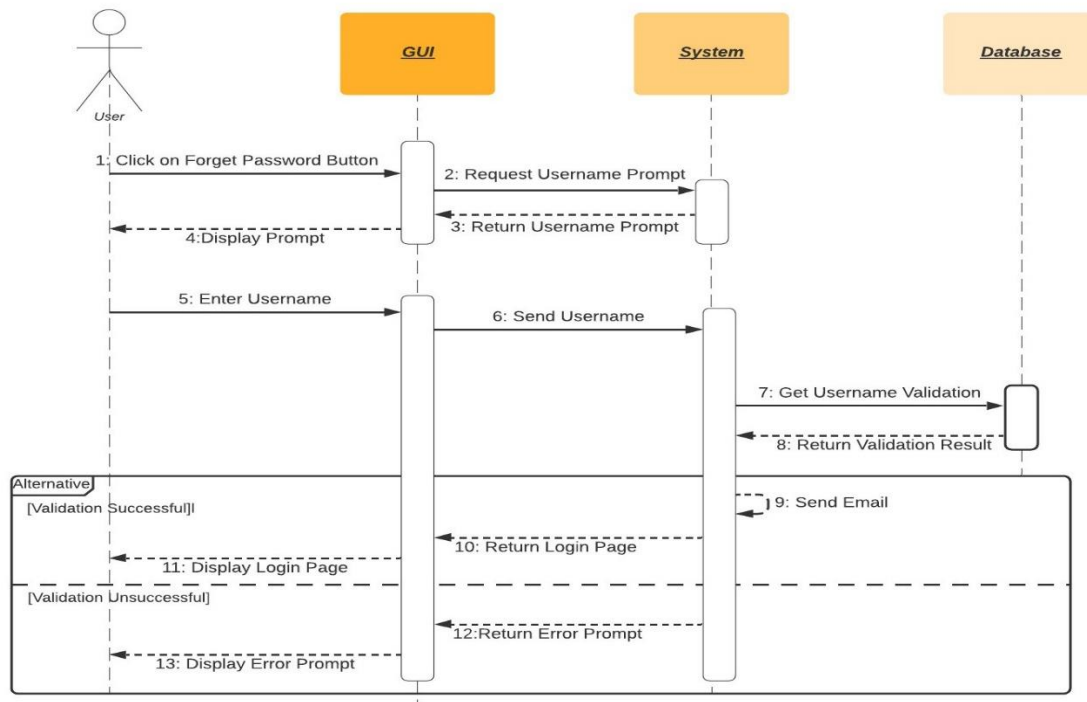 GUI
System
Database
User
1: Click on Forget Password Button
2: Request Username Prompt
3: Return Username Prompt
4:Display Prompt
5: Enter Username
6: Send Username
7: Get Username Validation
8: Return Validation Result
Alternative
[Validation Successful]l
9: Send Email
10: Return Login Page
11: Display Login Page
[Validation Unsuccessful]
12:Return Error Prompt
13: Display Error Prompt